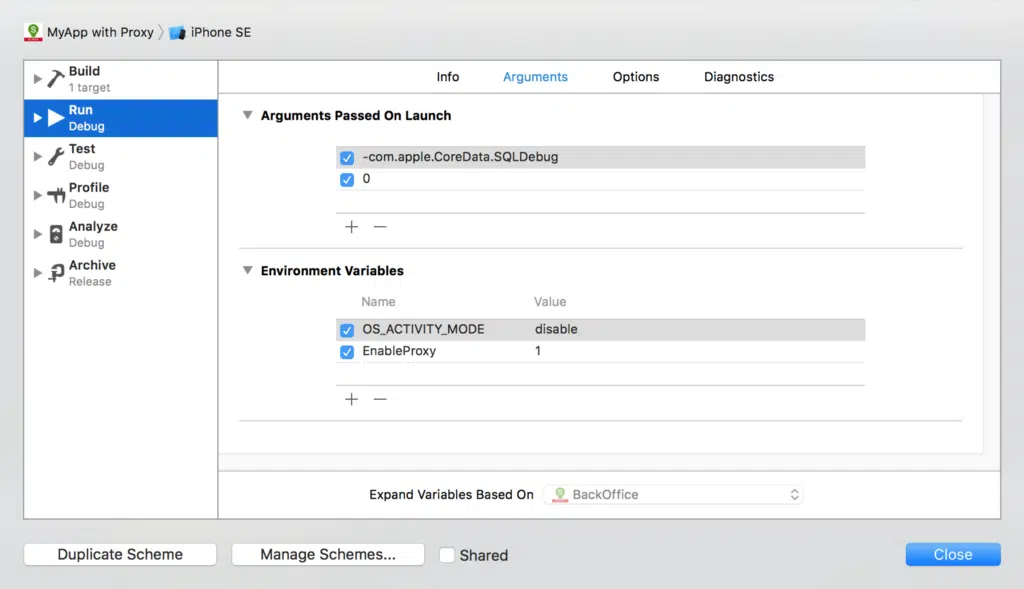 MyApp with Proxy iPhone SE
Build
1 target
Run
Debug
Test
Debug
Profile
Debug
Analyze
Debug
Archive
Release
Info Arguments Options Diagnostics
Arguments Passed On Launch
-com.apple.CoreData.SQLDebug
0
Environment Variables
Name Value
OS_ACTIVITY_MODE disable
EnableProxy 1
Expand Variables Based On BackOffice
Duplicate Scheme Manage Schemes... Shared Close